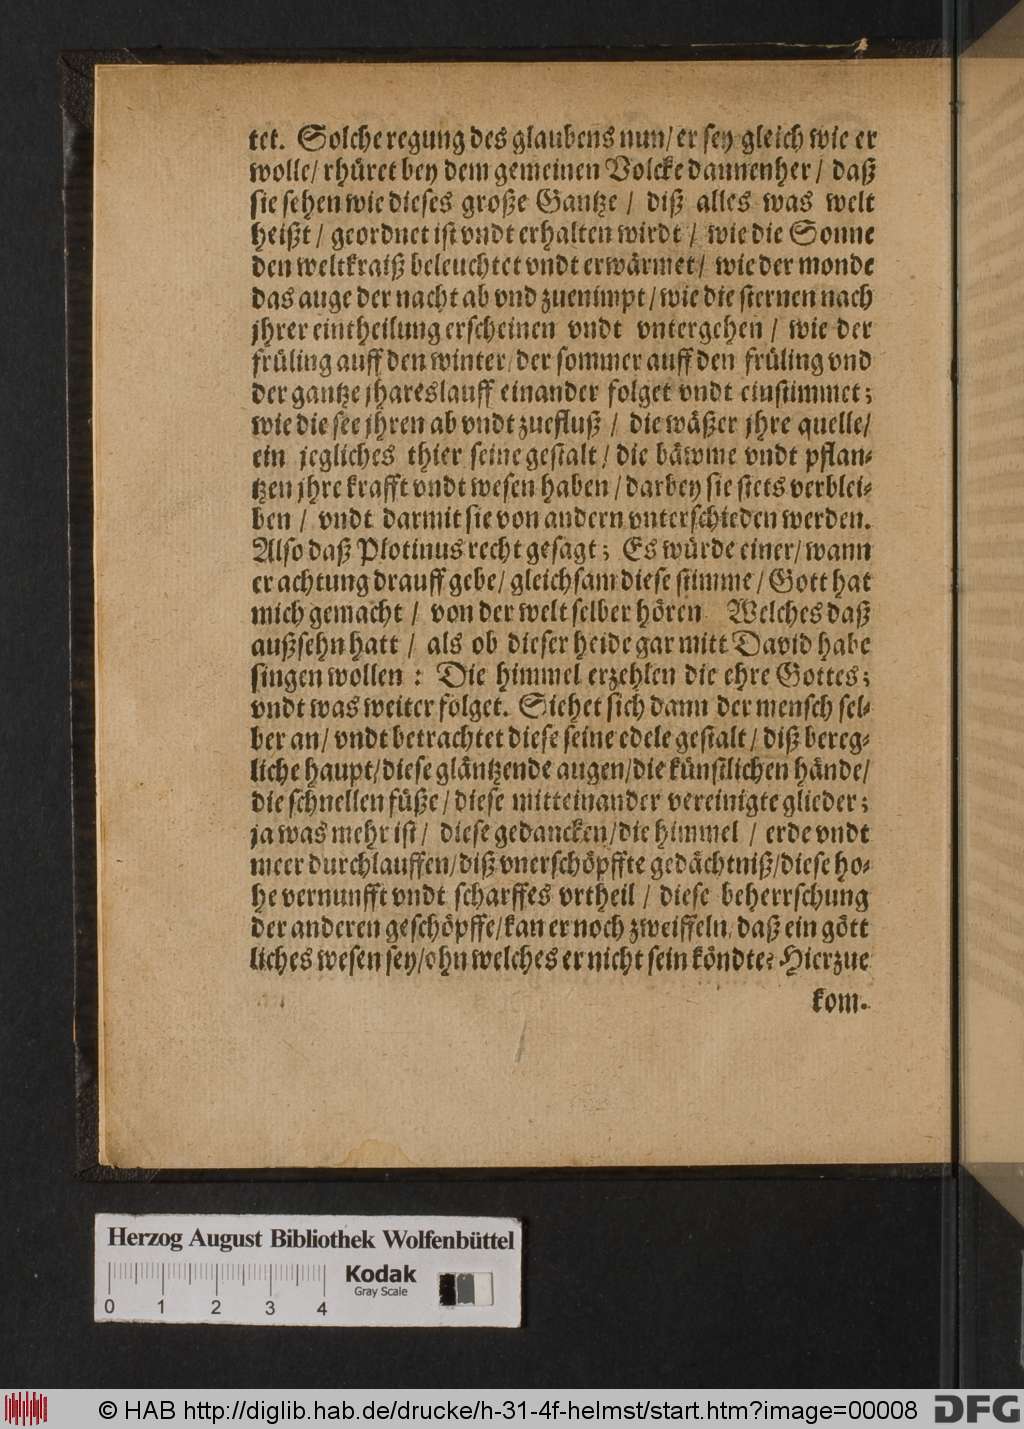 tet. Solche regung des glaubens nun/ er sey gleich wie er
wolle/ rhüret bey dem gemeinen Volcke dannenher / daß
sie sehen wie dieses große Gantze / diß alles was welt
heißt / geordnet ist vndt erhalten wirdt / wie die Sonne
den weltkraiß beleuchtet vndt erwärmet / wie der monde
das auge der nacht ab vnd zuenimpt / wie die sternen nach
jhrer eintheilung erscheinen vndt vntergehen / wie der
früling auff den winter/ der sommer auff den früling vnd
der gantze jhareslauff einander folget vndt einstimmet;
wie die see jhren ab vndt zuefluß / die wäßer jhre quelle/
ein jegliches thier seine gestalt / die bäwme vndt pflan-
tzen jhre krafft vndt wesen haben / darbey sie stets verblei-
ben / vndt darmit sie von andern vnterschieden werden.
Also daß Plotinus recht gesagt; Es würde einer/ wann
er achtung drauff gebe/ gleichsam diese stimme / Gott hat
mich gemacht / von der welt selber hören Welches daß
außsehn hatt / als ob dieser heide gar mitt David habe
singen wollen : Die himmel erzehlen die ehre Gottes;
vndt was weiter folget. Siehet sich dann der mensch sel-
ber an/ vndt betrachtet diese seine edele gestalt / diß bereg-
liche haupt/ diese gläntzende augen/ die künstlichen hände/
die schnellen füße / diese mitteinander vereinigte glieder;
ja was mehr ist / diese gedancken/ die himmel / erde vndt
meer durchlauffen/ diß vnerschöpffte gedächtniß/ diese ho-
he vernunfft vndt scharffes vrtheil / diese beherrschung
der anderen geschöpffe/ kan er noch zweiffeln/ daß ein gött
liches wesen sey/ ohn welches er nicht sein köndte? Hierzue
kom-
Herzog August Bibliothek Wolfenbüttel
Kodak
Gray Scale
0 1 2 3 4
© HAB http://diglib.hab.de/drucke/h-31-4f-helmst/start.htm?image=00008
DFG